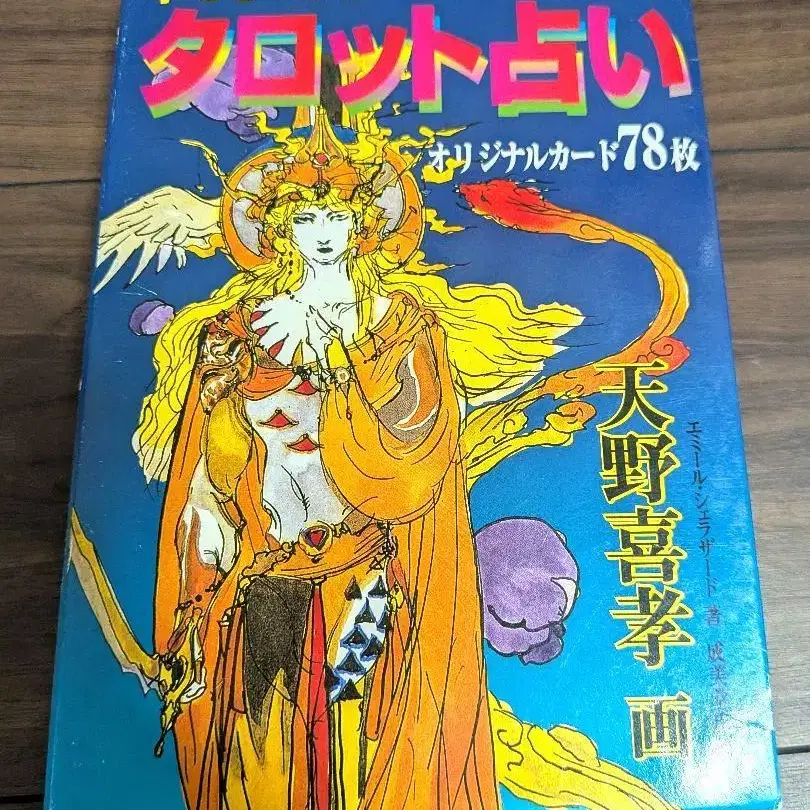 タロット占い
オリジナルカード78枚
天野喜孝 画
エミール・シェラザード 著